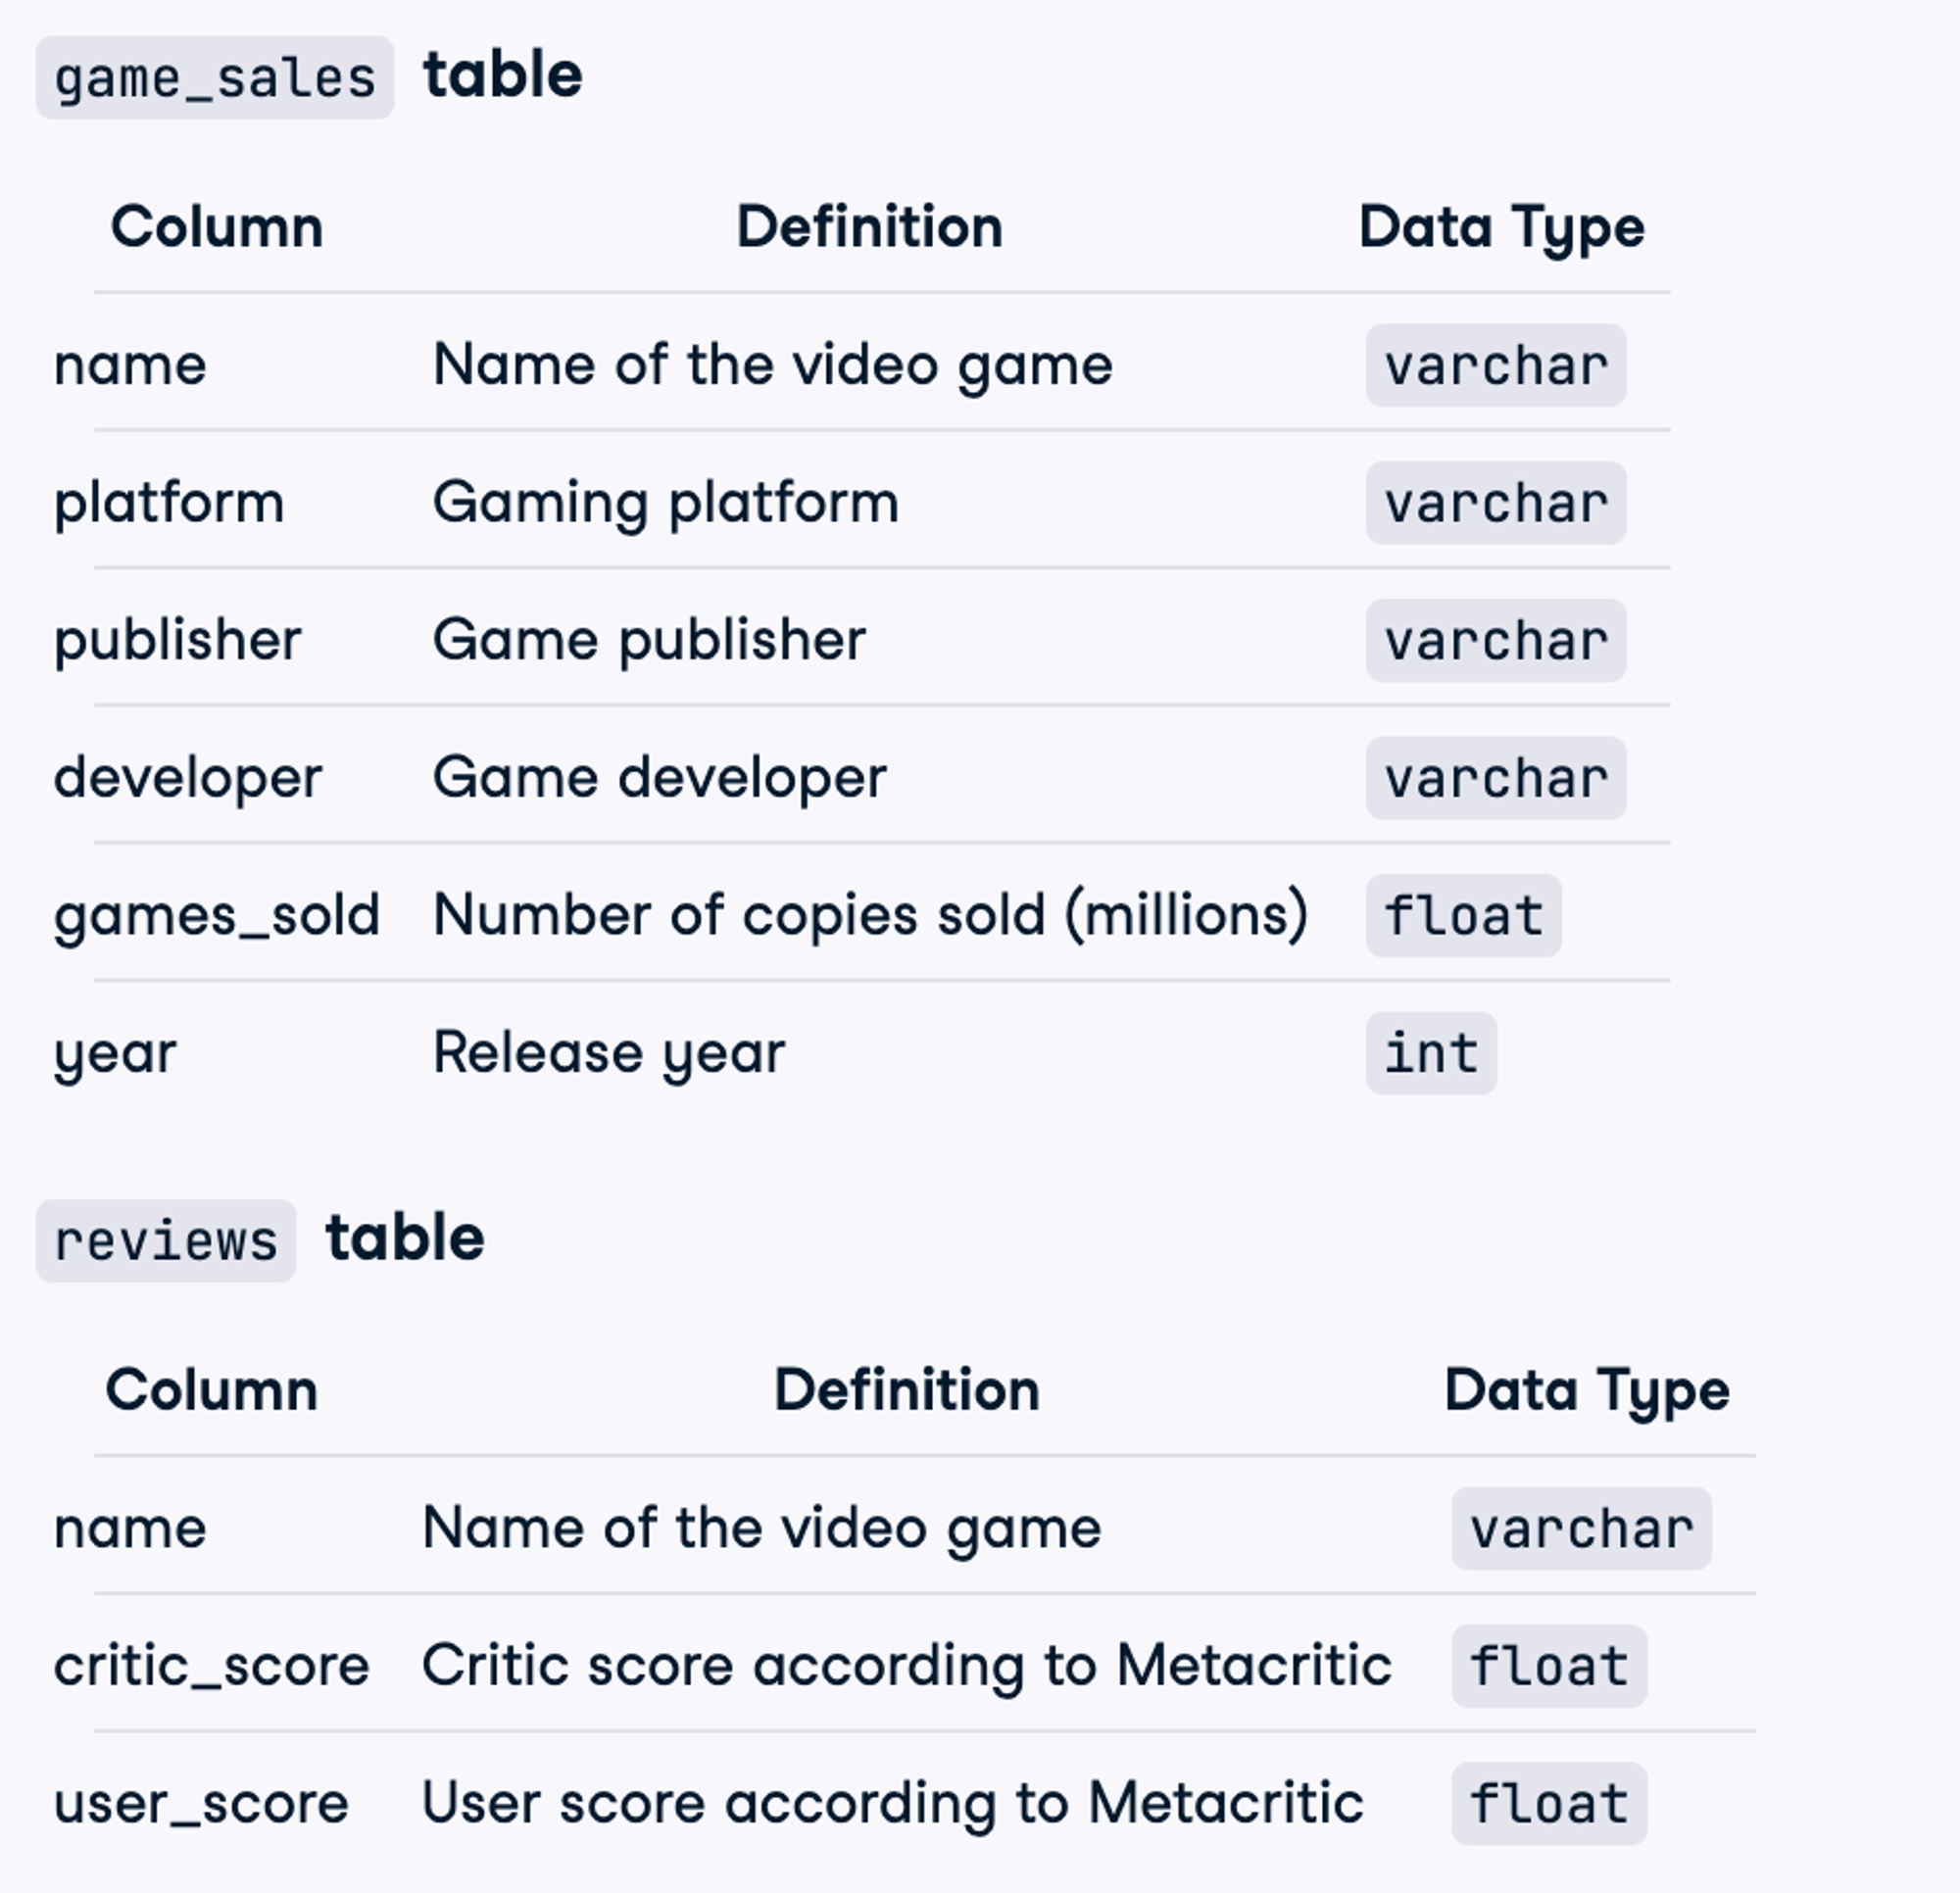 game_sales table
Column Definition Data Type
name Name of the video game varchar
platform Gaming platform varchar
publisher Game publisher varchar
developer Game developer varchar
games_sold Number of copies sold (millions) float
year Release year int
reviews table
Column Definition Data Type
name Name of the video game varchar
critic_score Critic score according to Metacritic float
user_score User score according to Metacritic float